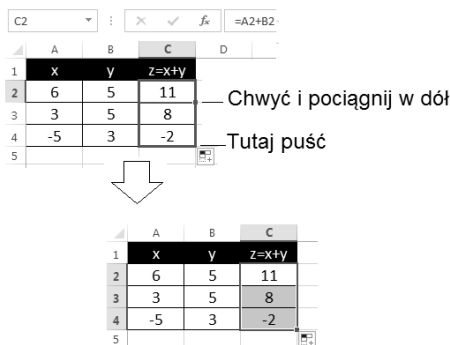 C2 fx =A2+B2
A B C D
1 x y z=x+y
2 6 5 11
Chwyć i pociągnij w dół
3 3 5 8
4 -5 3 -2
Tutaj puść
5
A B C
1 x y z=x+y
2 6 5 11
3 3 5 8
4 -5 3 -2
5